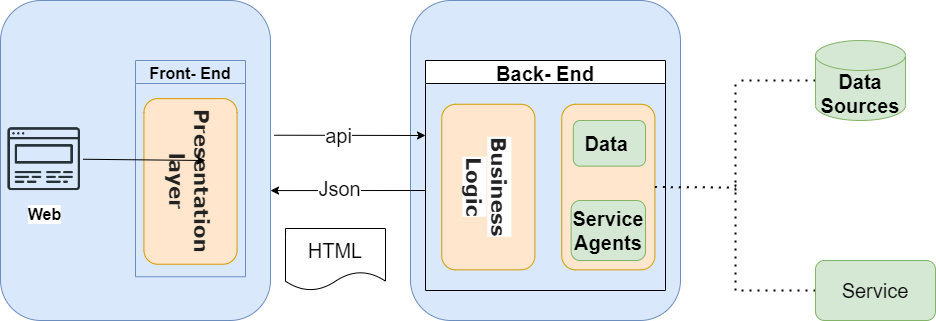 Front- End
Presentation
layer
Web
api
Json
HTML
Back- End
Business
Logic
Data
Service
Agents
Data
Sources
Service